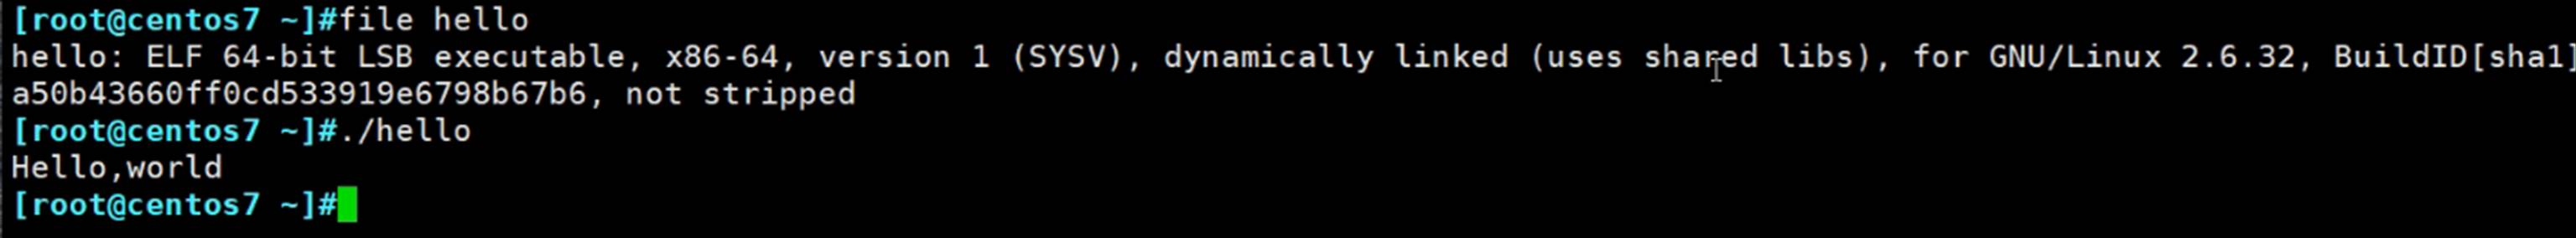 [root@centos7 ~]#file hello
hello: ELF 64-bit LSB executable, x86-64, version 1 (SYSV), dynamically linked (uses shared libs), for GNU/Linux 2.6.32, BuildID[sha1]
a50b43660ff0cd533919e6798b67b6, not stripped
[root@centos7 ~]#./hello
Hello,world
[root@centos7 ~]#